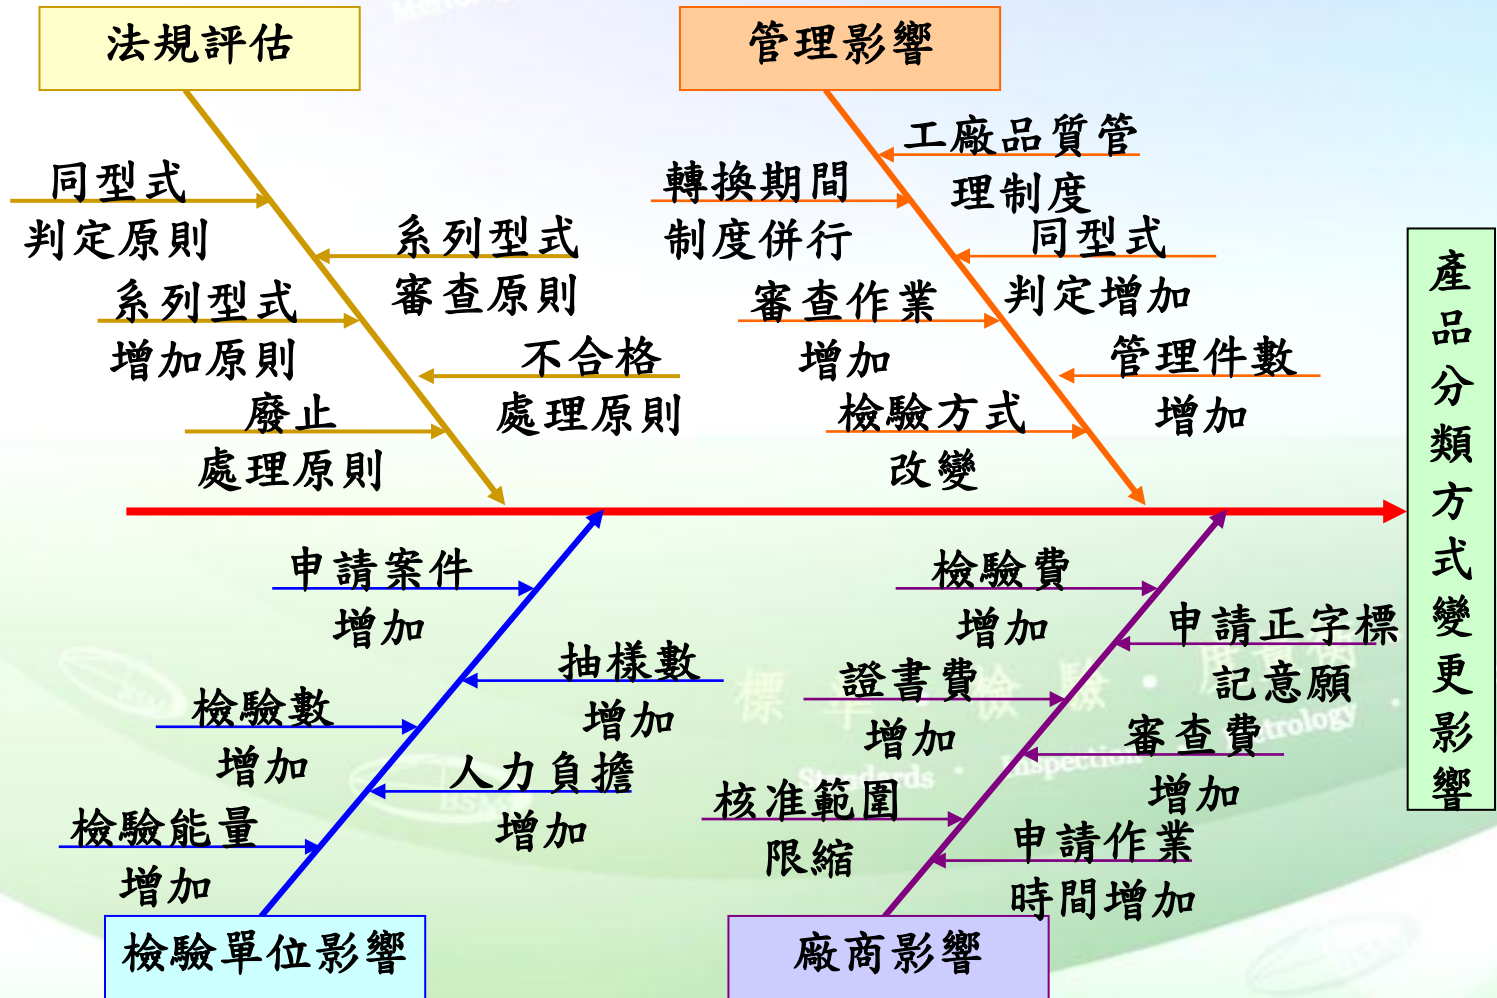 法規評估
管理影響
同型式
判定原則
系列型式
審查原則
系列型式
增加原則
不合格
處理原則
廢止
處理原則
工廠品質管
理制度
轉換期間
制度併行
同型式
判定增加
審查作業
增加
管理件數
增加
檢驗方式
改變
產品分類方式變更影響
申請案件
增加
抽樣數
增加
檢驗數
增加
人力負擔
增加
檢驗能量
增加
檢驗單位影響
檢驗費
增加
申請正字標
記意願
證書費
增加
審查費
增加
核准範圍
限縮
申請作業
時間增加
廠商影響
標 準 · 檢 驗 ·
Standards · Inspection
BSMI